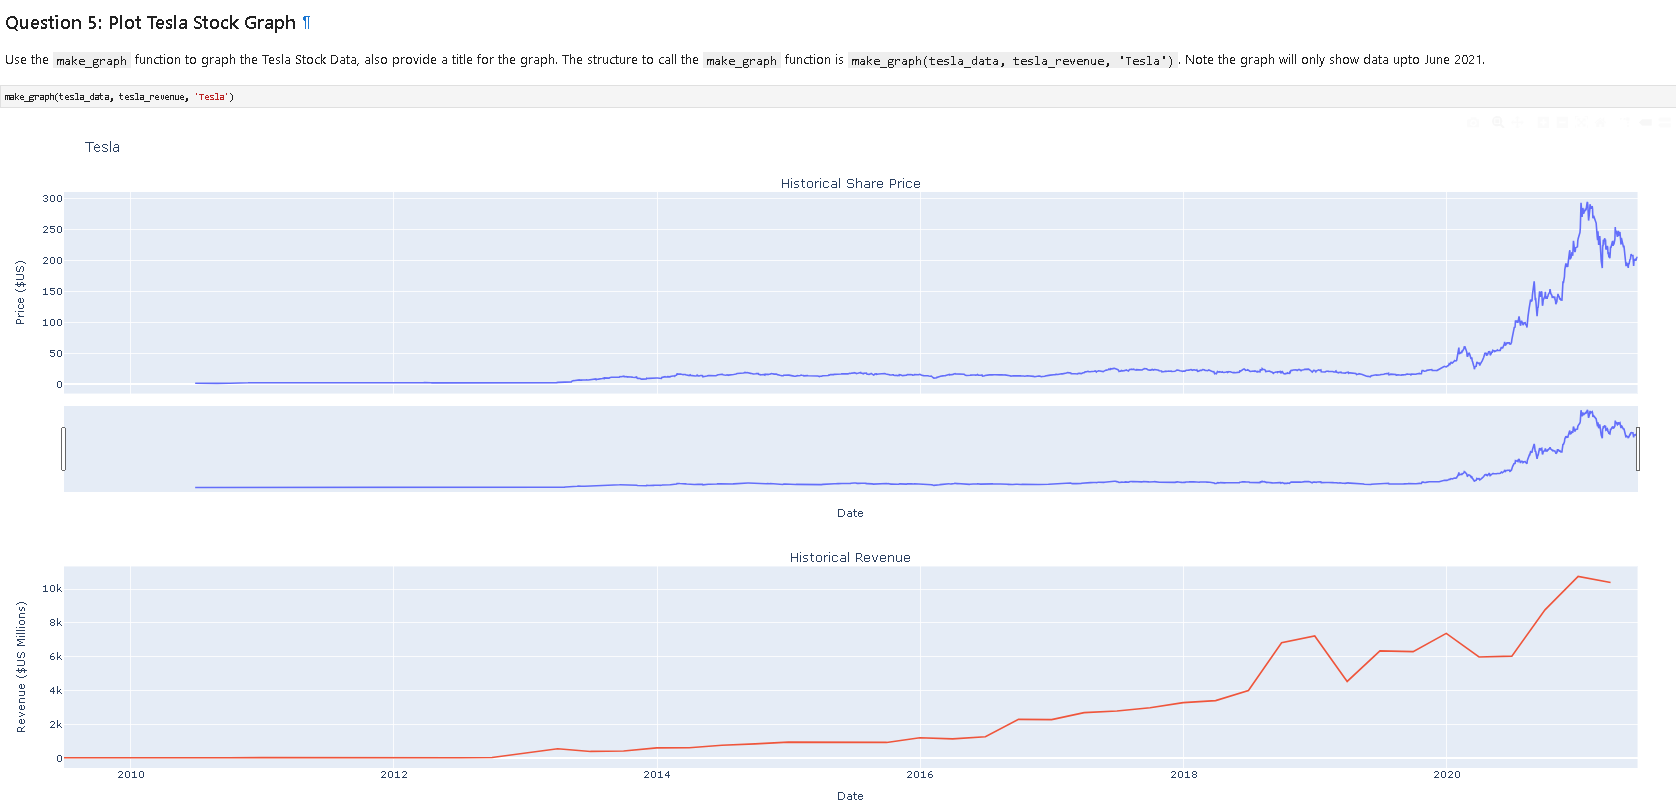 Question 5: Plot Tesla Stock Graph ¶
Use the make_graph function to graph the Tesla Stock Data, also provide a title for the graph. The structure to call the make_graph function is make_graph(tesla_data, tesla_revenue, 'Tesla') . Note the graph will only show data upto June 2021.
make_graph(tesla_data, tesla_revenue, 'Tesla')
Tesla
Historical Share Price
300
250
200
150
100
50
0
Price ($US)
Date
Historical Revenue
10k
8k
6k
4k
2k
0
Revenue ($US Millions)
2010 2012 2014 2016 2018 2020
Date